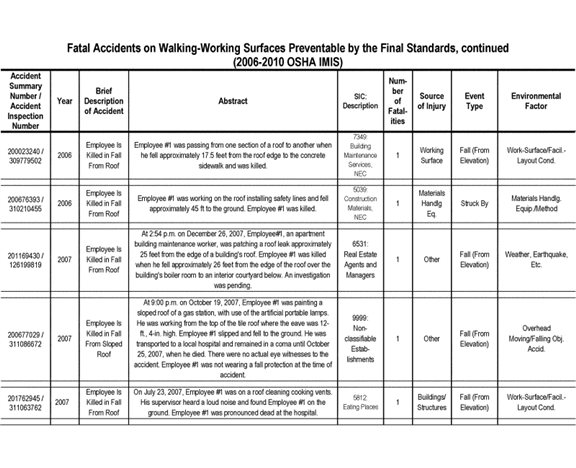 Fatal Accidents on Walking-Working Surfaces Preventable by the Final Standards, continued
(2006-2010 OSHA IMIS)
Accident
Summary
Number /
Accident
Inspection
Number
Year
Brief
Description
of Accident
Abstract
SIC:
Description
Num-
ber
of
Fatal-
ities
Source
of Injury
Event
Type
Environmental
Factor
200023240 /
309779502
2006
Employee Is
Killed in Fall
From Roof
Employee #1 was passing from one section of a roof to another when
he fell approximately 17.5 feet from the roof edge to the concrete
sidewalk and was killed.
7349:
Building
Maintenance
Services,
NEC
1
Working
Surface
Fall (From
Elevation)
Work-Surface/Facil.-
Layout Cond.
200676393 /
310210455
2006
Employee Is
Killed in Fall
From Roof
Employee #1 was working on the roof installing safety lines and fell
approximately 45 ft to the ground. Employee #1 was killed.
5039:
Construction
Materials,
NEC
1
Materials
Handlg
Eq.
Struck By
Materials Handlg.
Equip./Method
201169430 /
126199819
2007
Employee Is
Killed in Fall
From Roof
At 2:54 p.m. on December 26, 2007, Employee#1, an apartment
building maintenance worker, was patching a roof leak approximately
25 feet from the edge of a building's roof. Employee #1 was killed
when he fell approximately 26 feet from the edge of the roof over the
building's boiler room to an interior courtyard below. An investigation
was pending.
6531:
Real Estate
Agents and
Managers
1
Other
Fall (From
Elevation)
Weather, Earthquake,
Etc.
200677029 /
311086672
2007
Employee Is
Killed in Fall
From Sloped
Roof
At 9:00 p.m. on October 19, 2007, Employee #1 was painting a
sloped roof of a gas station, with use of the artificial portable lamps.
He was working from the top of the tile roof where the eave was 12-
ft., 4-in. high. Employee #1 slipped and fell to the ground. He was
transported to a local hospital and remained in a coma until October
25, 2007, when he died. There were no actual eye witnesses to the
accident. Employee #1 was not wearing a fall protection at the time of
accident.
9999:
Non-
classifiable
Estab-
lishments
1
Other
Fall (From
Elevation)
Overhead
Moving/Falling Obj.
Accid.
201762945 /
311063762
2007
Employee Is
Killed in Fall
From Roof
On July 23, 2007, Employee #1 was on a roof cleaning cooking vents.
His supervisor heard a loud noise and found Employee #1 on the
ground. Employee #1 was pronounced dead at the hospital.
5812:
Eating Places
1
Buildings/
Structures
Fall (From
Elevation)
Work-Surface/Facil.-
Layout Cond.